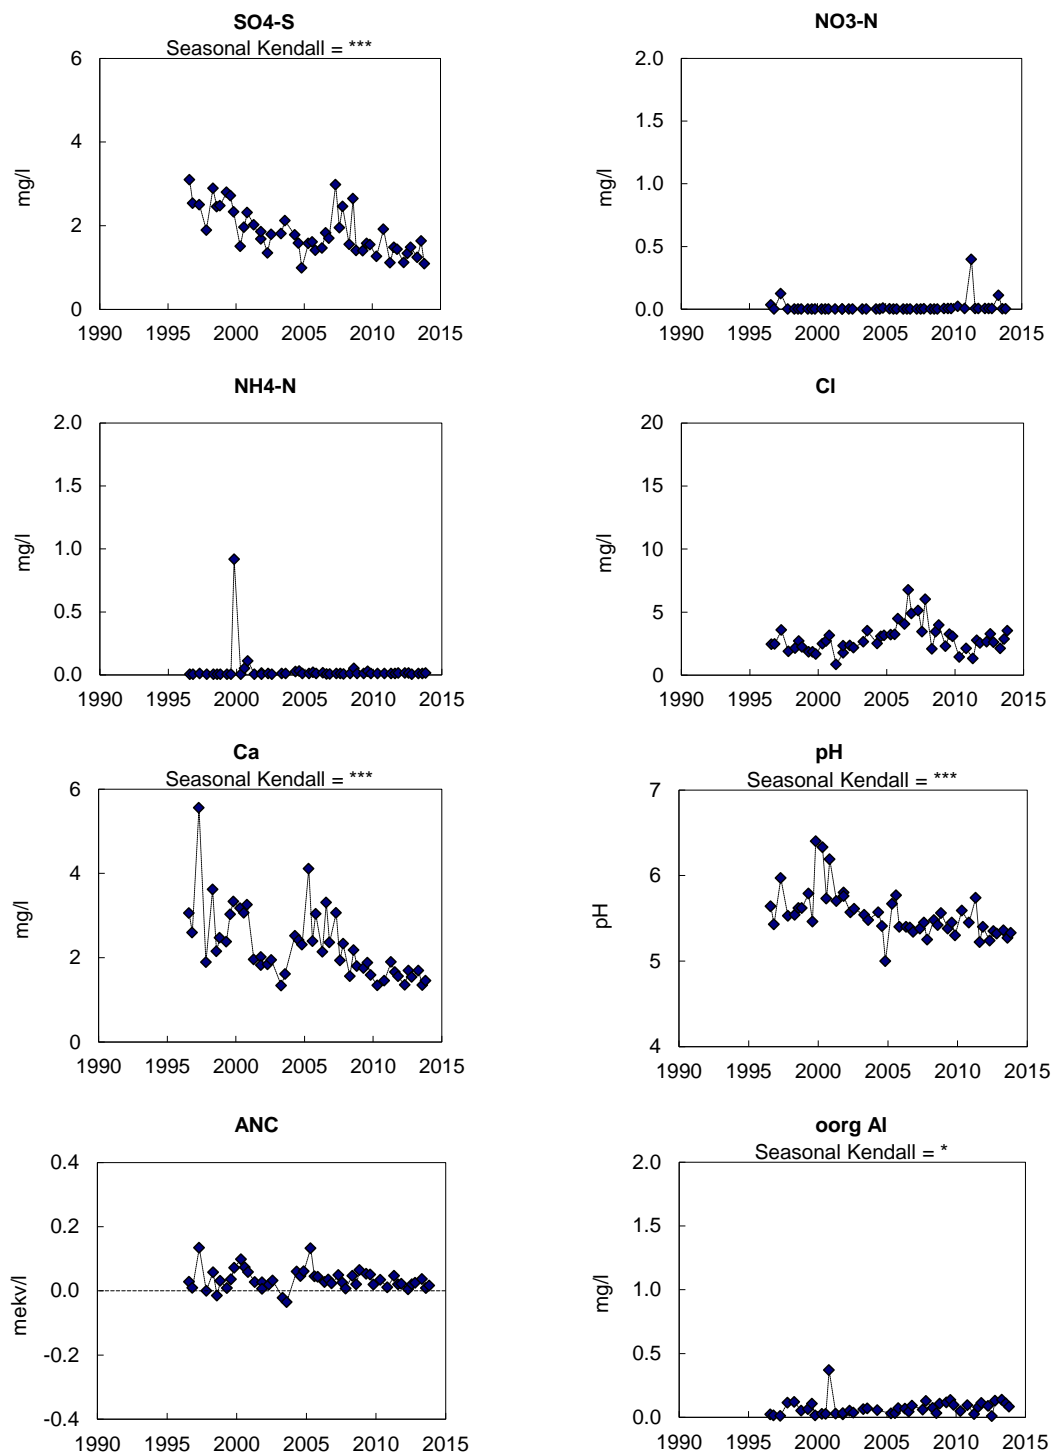 SO4-S
Seasonal Kendall = ***
6
4
2
0
mg/l
1990 1995 2000 2005 2010 2015
NO3-N
2.0
1.5
1.0
0.5
0.0
mg/l
1990 1995 2000 2005 2010 2015
NH4-N
2.0
1.5
1.0
0.5
0.0
mg/l
1990 1995 2000 2005 2010 2015
Cl
20
15
10
5
0
mg/l
1990 1995 2000 2005 2010 2015
Ca
Seasonal Kendall = ***
6
4
2
0
mg/l
1990 1995 2000 2005 2010 2015
pH
Seasonal Kendall = ***
7
6
5
4
pH
1990 1995 2000 2005 2010 2015
ANC
0.4
0.2
0.0
-0.2
-0.4
mekv/l
1990 1995 2000 2005 2010 2015
oorg Al
Seasonal Kendall = *
2.0
1.5
1.0
0.5
0.0
mg/l
1990 1995 2000 2005 2010 2015